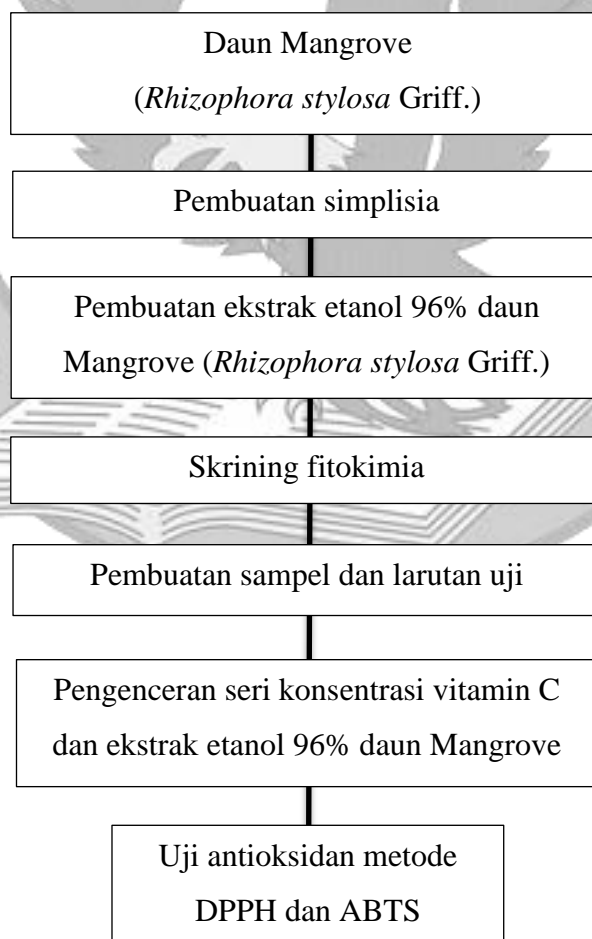 Daun Mangrove
(Rhizophora stylosa Griff.)
Pembuatan simplisia
Pembuatan ekstrak etanol 96% daun
Mangrove (Rhizophora stylosa Griff.)
Skrining fitokimia
Pembuatan sampel dan larutan uji
Pengenceran seri konsentrasi vitamin C
dan ekstrak etanol 96% daun Mangrove
Uji antioksidan metode
DPPH dan ABTS